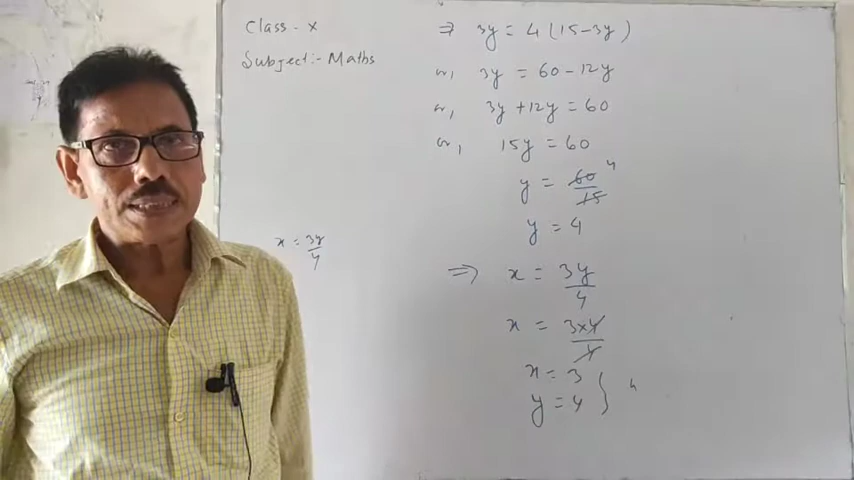 Class - x
Subject :- Maths
x = 3y/4
⇒ 3y = 4 (15 - 3y)
or, 3y = 60 - 12y
or, 3y + 12y = 60
or, 15y = 60
y = 60/15 4
y = 4
⇒ x = 3y/4
x = 3x4/4
x = 3
y = 4 }